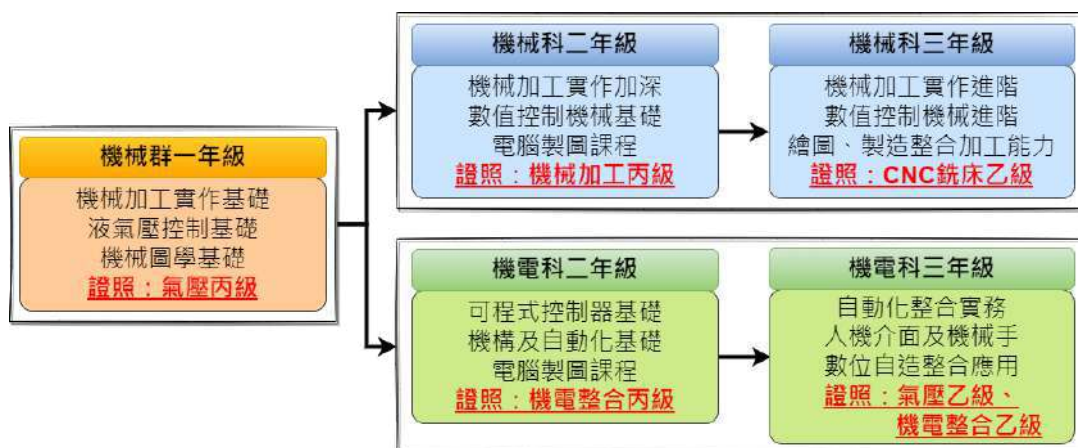 機械群一年級
機械加工實作基礎
液氣壓控制基礎
機械圖學基礎
證照：氣壓丙級
機械科二年級
機械加工實作加深
數值控制機械基礎
電腦製圖課程
證照：機械加工丙級
機械科三年級
機械加工實作進階
數值控制機械進階
繪圖、製造整合加工能力
證照：CNC銑床乙級
機電科二年級
可程式控制器基礎
機構及自動化基礎
電腦製圖課程
證照：機電整合丙級
機電科三年級
自動化整合實務
人機介面及機械手
數位自造整合應用
證照：氣壓乙級、
機電整合乙級